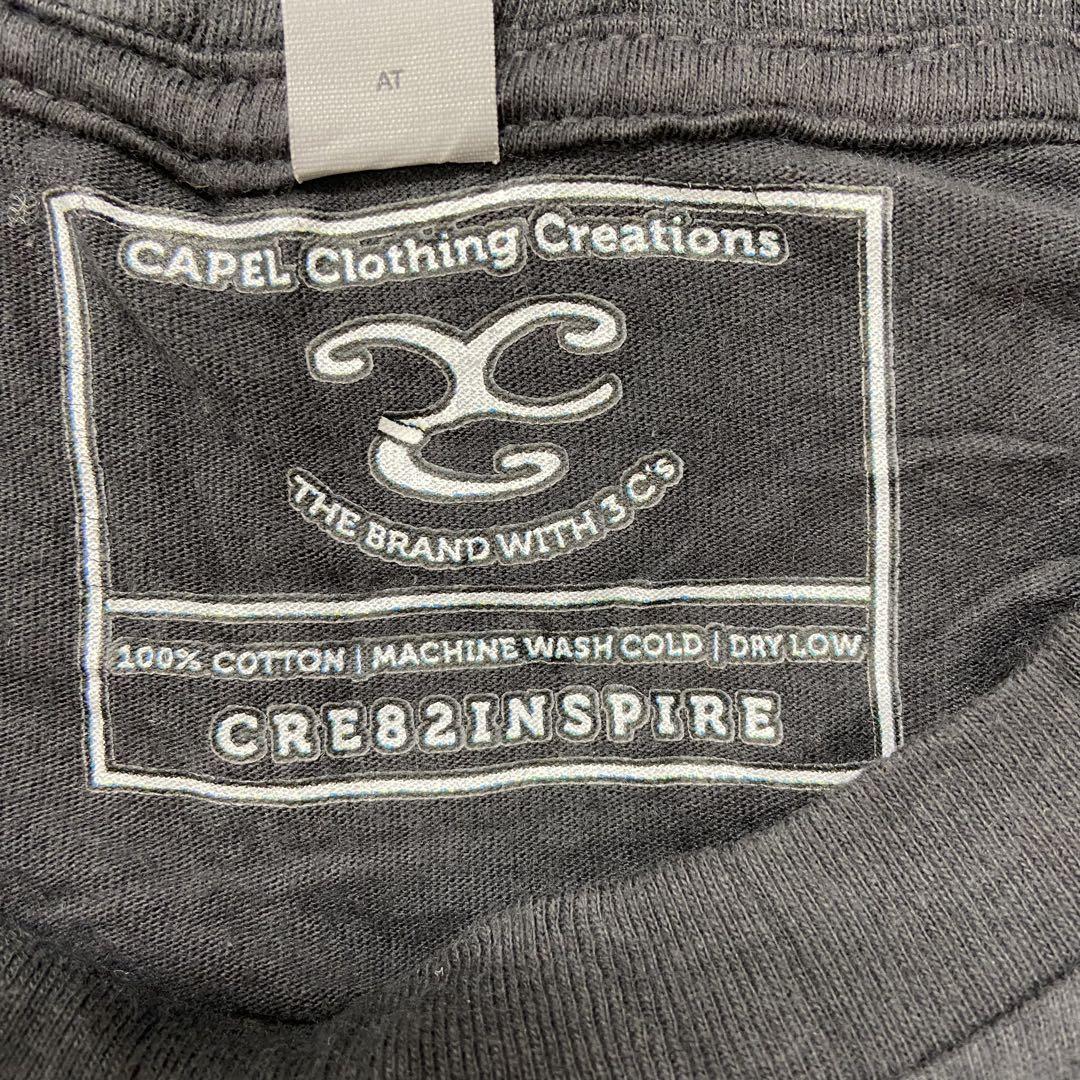 AT
CAPEL Clothing Creations
THE BRAND WITH 3 C's
100% COTTON | MACHINE WASH COLD | DRY LOW
CRE82INSPIRE